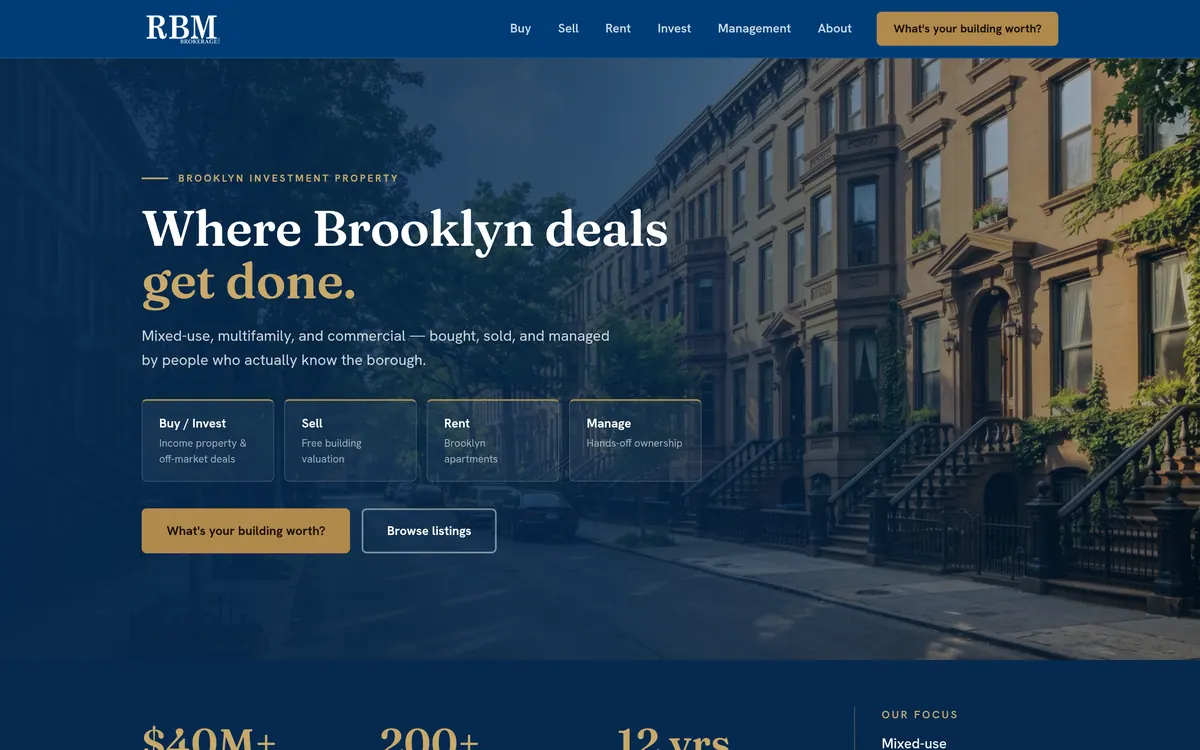 RBM
BROKERAGE
Buy
Sell
Rent
Invest
Management
About
What's your building worth?
BROOKLYN INVESTMENT PROPERTY
Where Brooklyn deals
get done.
Mixed-use, multifamily, and commercial — bought, sold, and managed
by people who actually know the borough.
Buy / Invest
Income property &
off-market deals
Sell
Free building
valuation
Rent
Brooklyn
apartments
Manage
Hands-off ownership
What's your building worth?
Browse listings
$40M+
200+
12 yrs
OUR FOCUS
Mixed-use